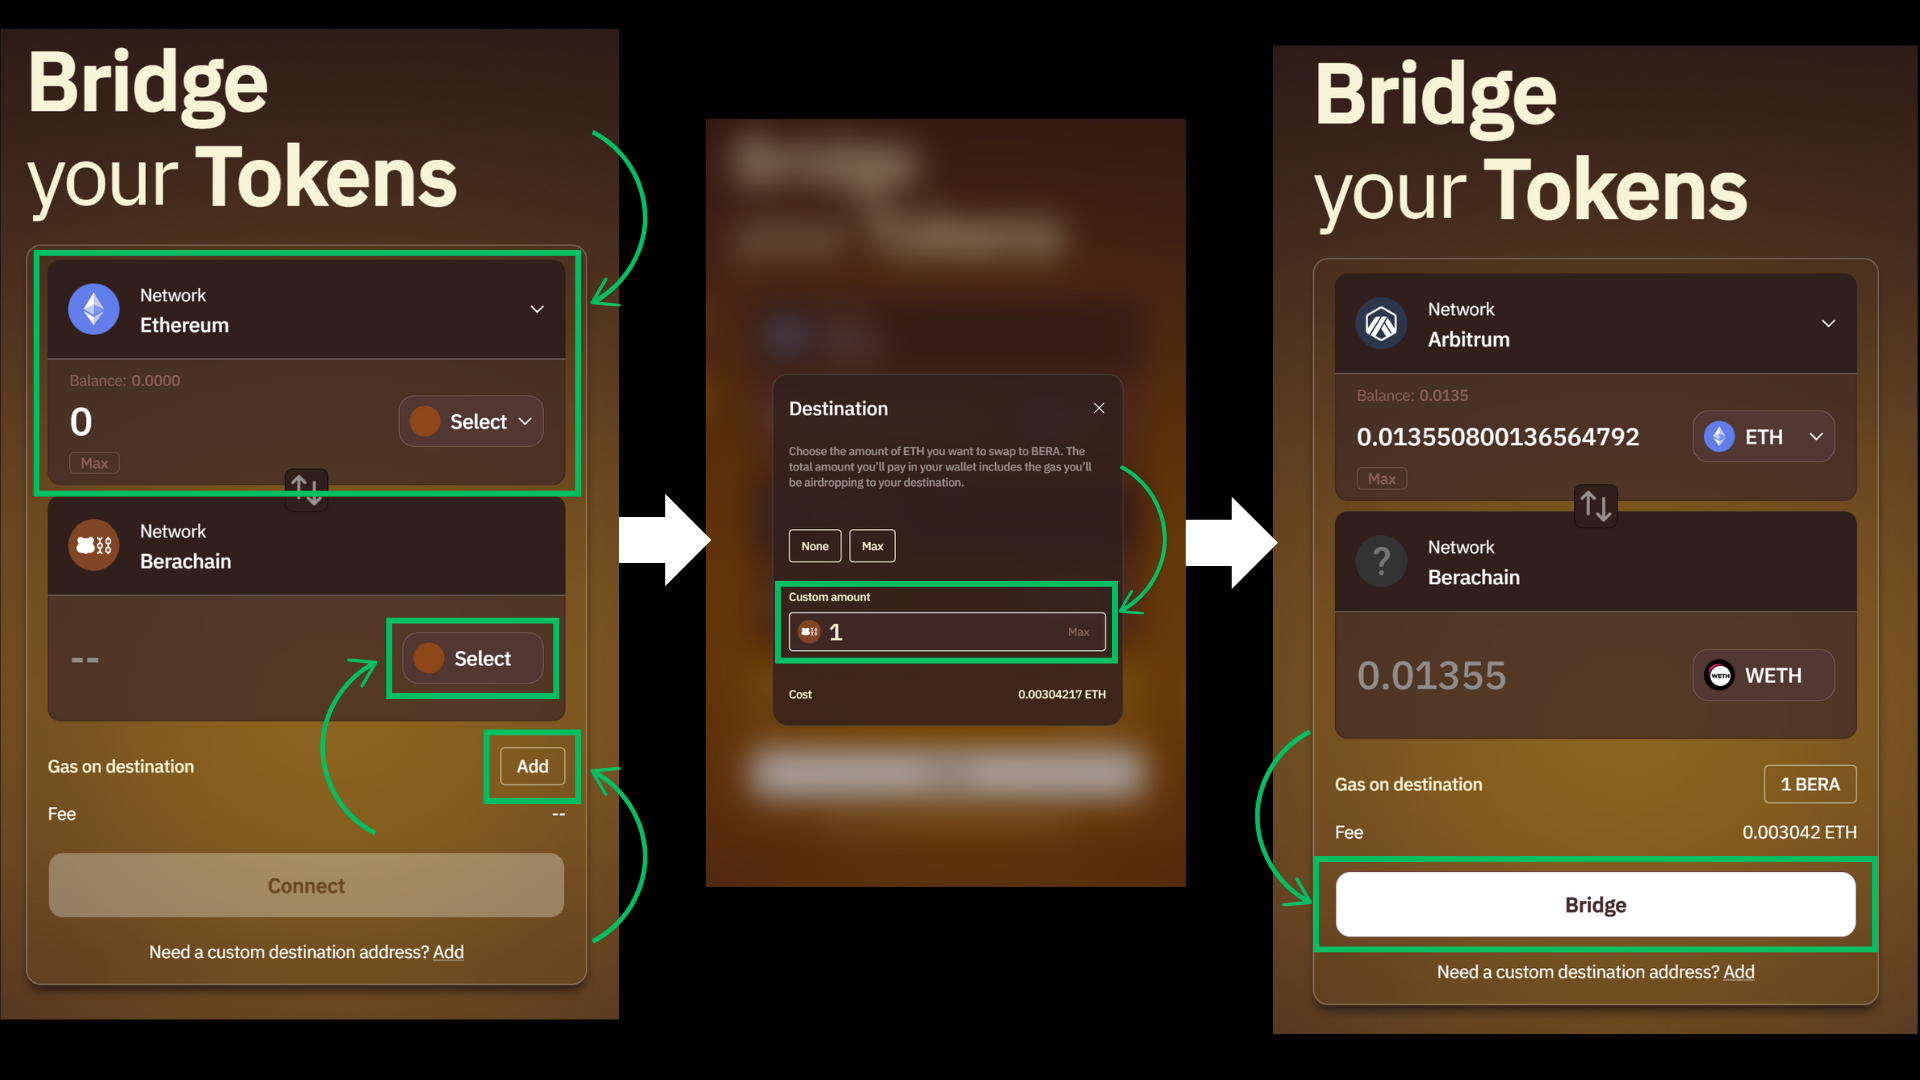 Bridge
your Tokens
Network
Ethereum
Balance: 0.0000
0
Select
Max
Network
Berachain
--
Select
Gas on destination
Add
Fee
--
Connect
Need a custom destination address? Add
Bridge
your Tokens
Destination
Choose the amount of ETH you want to swap to BERA. The
total amount you'll pay in your wallet includes the gas you'll
be airdropping to your destination.
None
Max
Custom amount
1
Max
Cost
0.00304217 ETH
Bridge
your Tokens
Network
Arbitrum
Balance: 0.0135
0.013550800136564792
ETH
Max
Network
?
Berachain
0.01355
WETH
WETH
Gas on destination
1 BERA
Fee
0.003042 ETH
Bridge
Need a custom destination address? Add